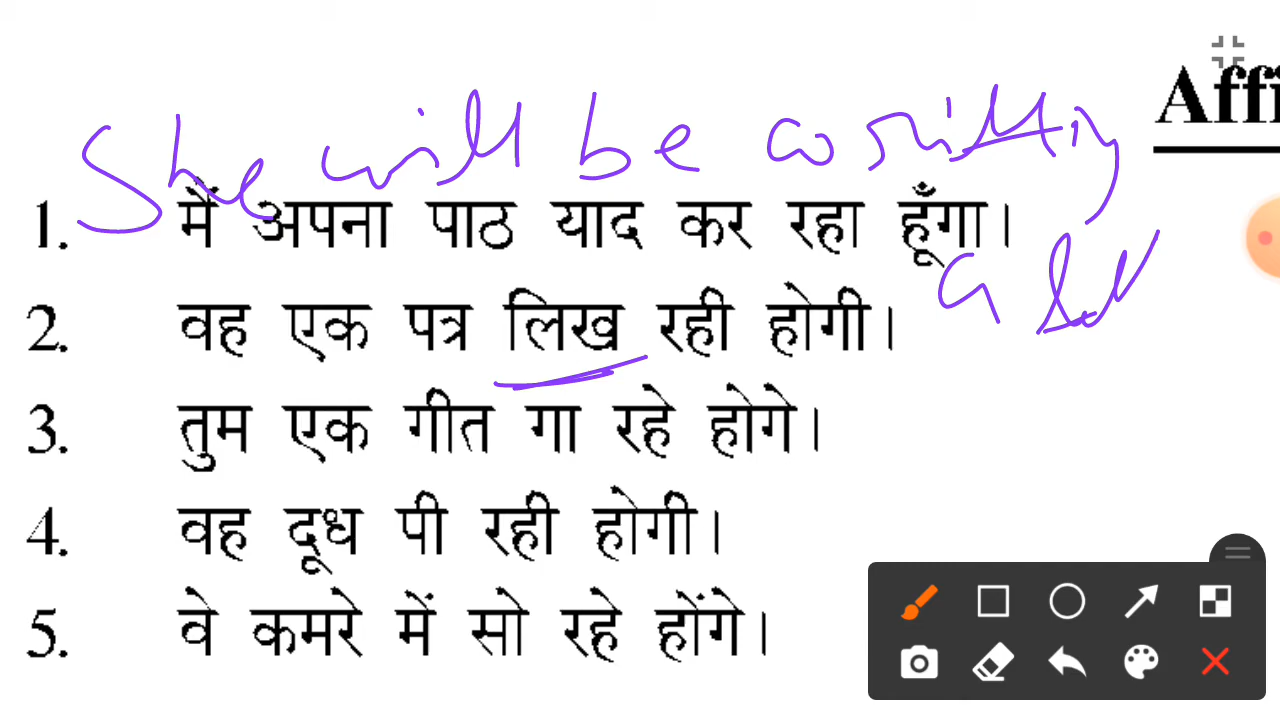 Affi
She will be writing
1. मैं अपना पाठ याद कर रहा हूँगा।
a
2. वह एक पत्र लिख रही होगी।
3. तुम एक गीत गा रहे होगे।
4. वह दूध पी रही होगी।
5. वे कमरे में सो रहे होंगे।